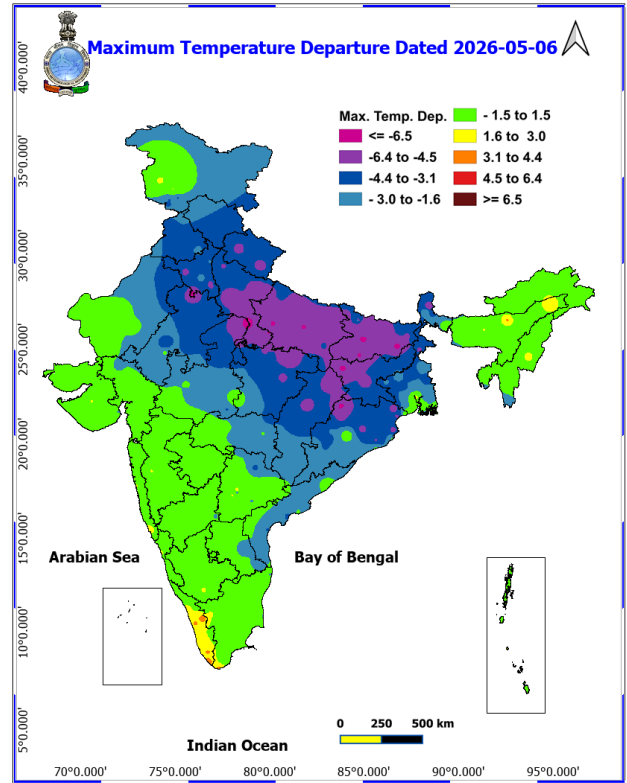 Maximum Temperature Departure Dated 2026-05-06
Max. Temp. Dep.
<= -6.5
-6.4 to -4.5
-4.4 to -3.1
- 3.0 to -1.6
- 1.5 to 1.5
1.6 to 3.0
3.1 to 4.4
4.5 to 6.4
>= 6.5
40°0.000'
35°0.000'
30°0.000'
25°0.000'
20°0.000'
15°0.000'
10°0.000'
5°0.000'
Arabian Sea
Bay of Bengal
0 250 500 km
Indian Ocean
70°0.000' 75°0.000' 80°0.000' 85°0.000' 90°0.000' 95°0.000'